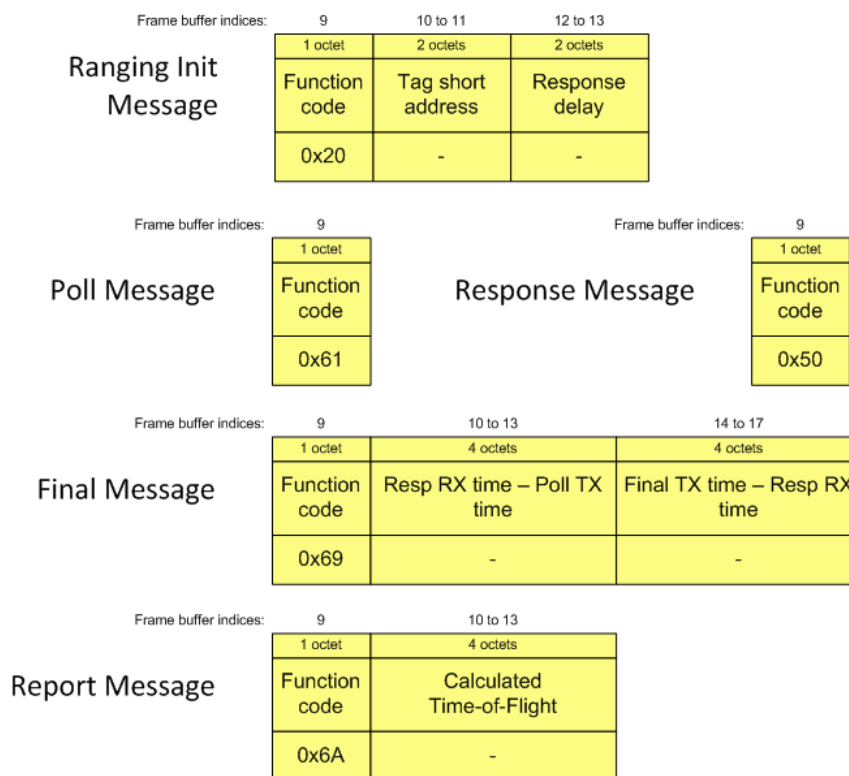 Frame buffer indices: 9 10 to 11 12 to 13
1 octet 2 octets 2 octets
Ranging Init
Message
Function
code
Tag short
address
Response
delay
0x20 - -
Frame buffer indices: 9
1 octet
Poll Message
Function
code
0x61
Frame buffer indices: 9
1 octet
Response Message
Function
code
0x50
Frame buffer indices: 9 10 to 13 14 to 17
1 octet 4 octets 4 octets
Final Message
Function
code
Resp RX time – Poll TX
time
Final TX time – Resp RX
time
0x69 - -
Frame buffer indices: 9 10 to 13
1 octet 4 octets
Report Message
Function
code
Calculated
Time-of-Flight
0x6A -